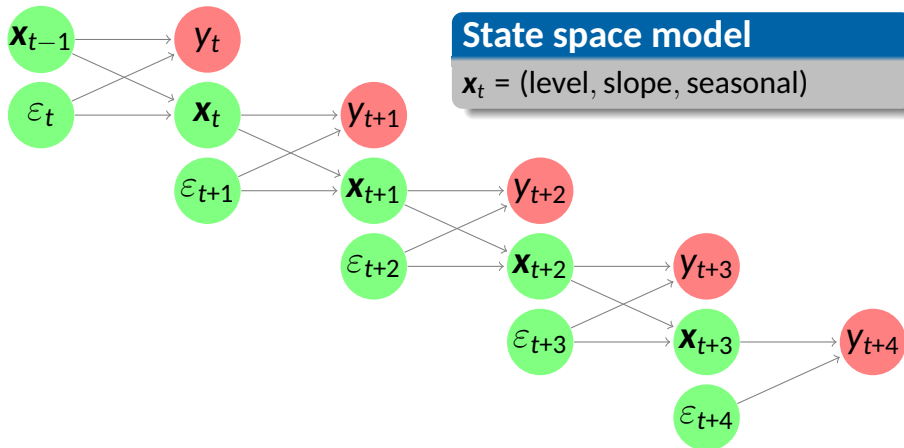 x_{t−1}
y_t
State space model
x_t = (level, slope, seasonal)
ε_t
x_t
y_{t+1}
ε_{t+1}
x_{t+1}
y_{t+2}
ε_{t+2}
x_{t+2}
y_{t+3}
ε_{t+3}
x_{t+3}
y_{t+4}
ε_{t+4}